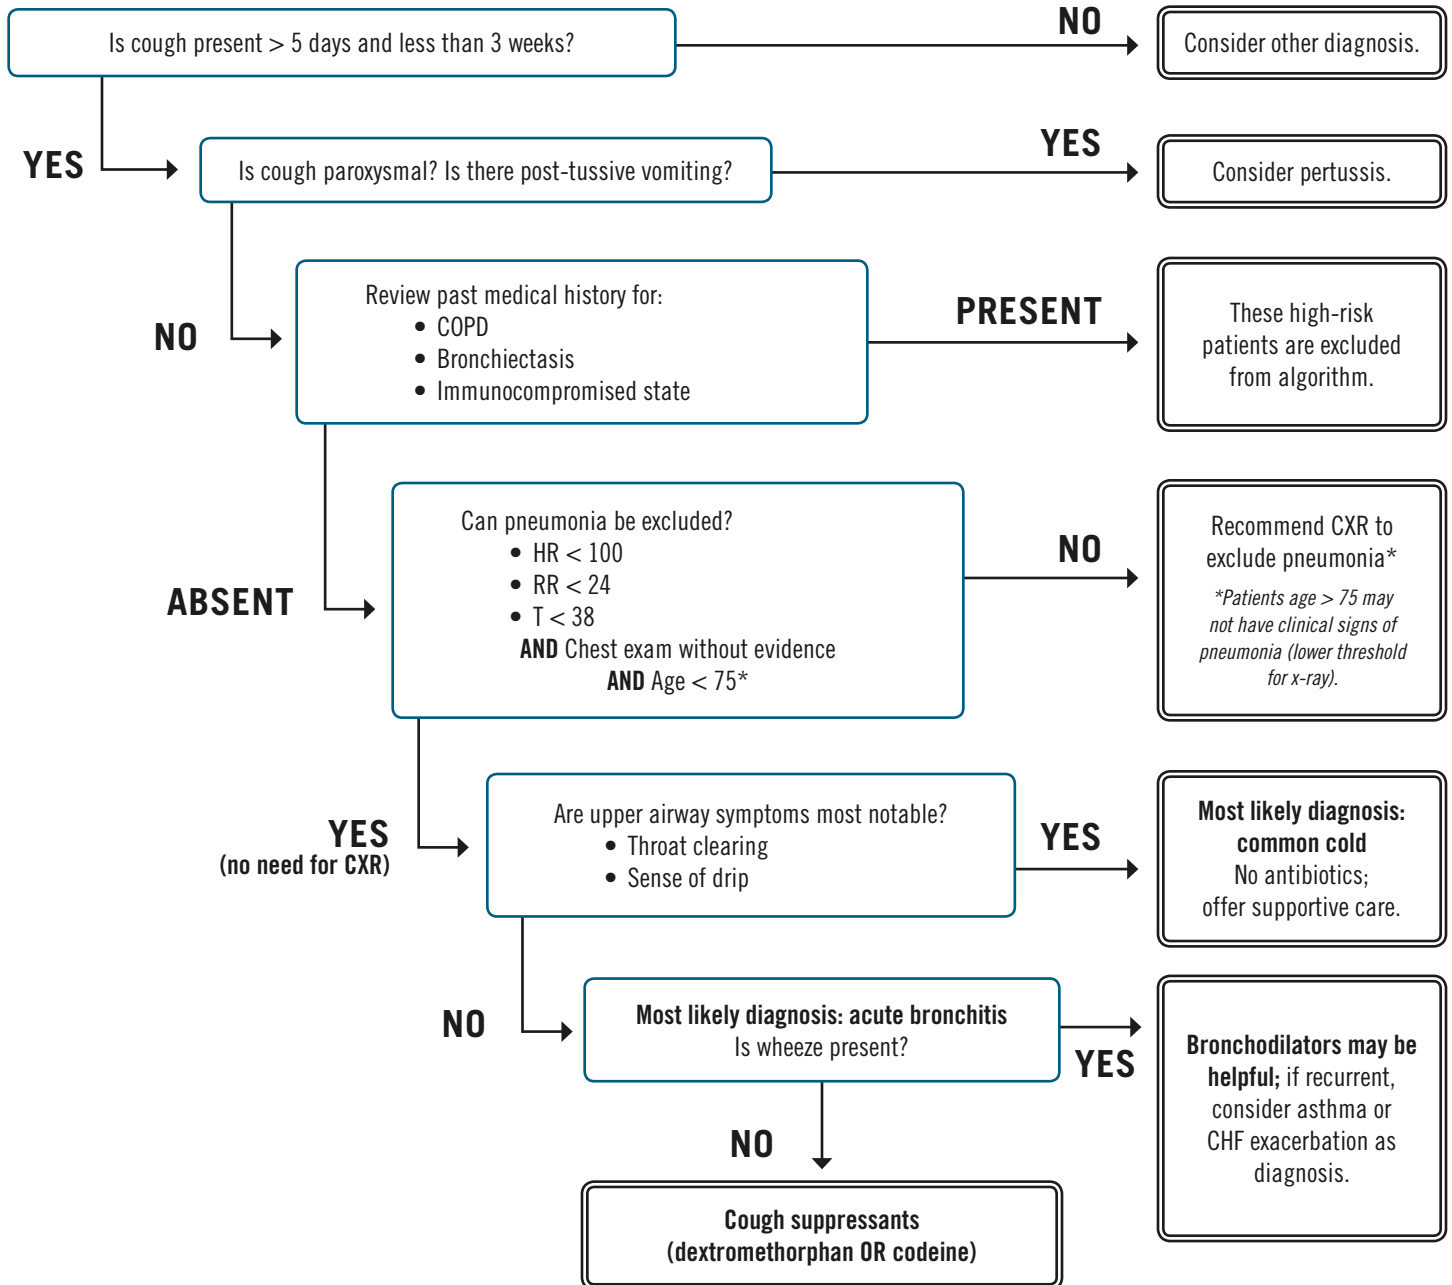 Is cough present > 5 days and less than 3 weeks?
NO
Consider other diagnosis.
YES
Is cough paroxysmal? Is there post-tussive vomiting?
YES
Consider pertussis.
NO
Review past medical history for:
• COPD
• Bronchiectasis
• Immunocompromised state
PRESENT
These high-risk
patients are excluded
from algorithm.
ABSENT
Can pneumonia be excluded?
• HR < 100
• RR < 24
• T < 38
AND Chest exam without evidence
AND Age < 75*
NO
Recommend CXR to
exclude pneumonia*
*Patients age > 75 may
not have clinical signs of
pneumonia (lower threshold
for x-ray).
YES
(no need for CXR)
Are upper airway symptoms most notable?
• Throat clearing
• Sense of drip
YES
Most likely diagnosis:
common cold
No antibiotics;
offer supportive care.
NO
Most likely diagnosis: acute bronchitis
Is wheeze present?
YES
Bronchodilators may be
helpful; if recurrent,
consider asthma or
CHF exacerbation as
diagnosis.
NO
Cough suppressants
(dextromethorphan OR codeine)